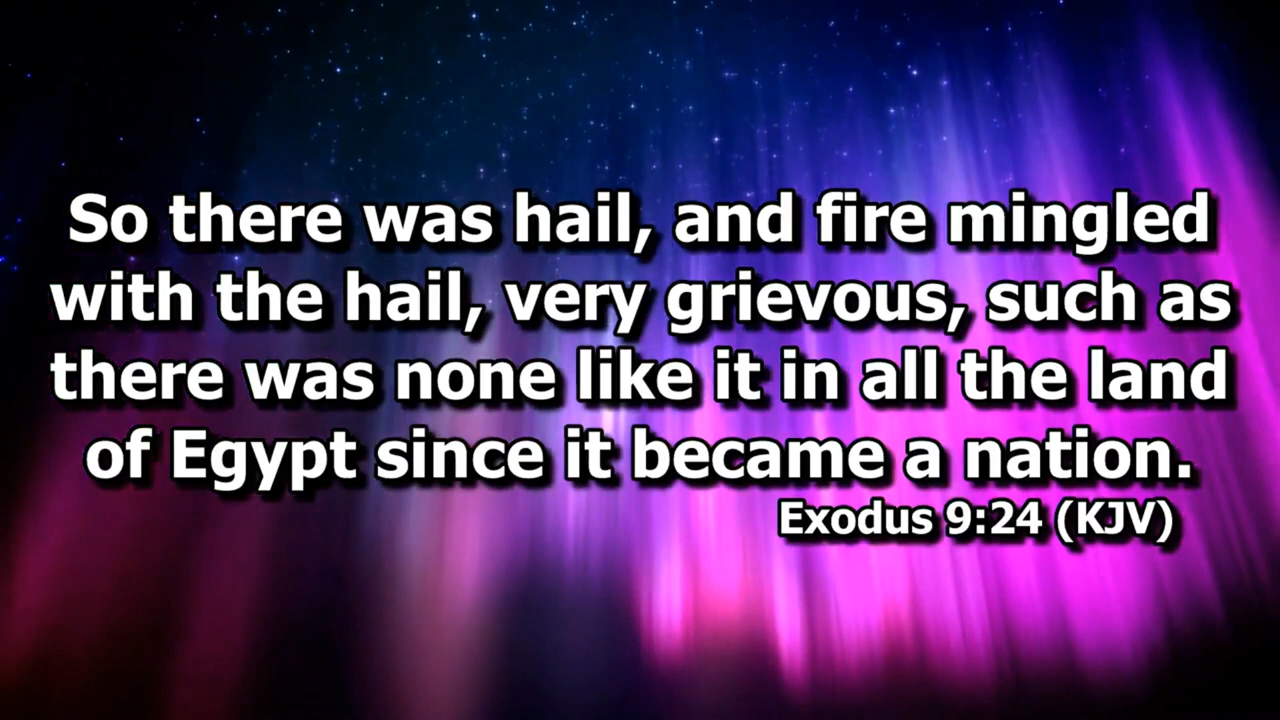 So there was hail, and fire mingled
with the hail, very grievous, such as
there was none like it in all the land
of Egypt since it became a nation.
Exodus 9:24 (KJV)